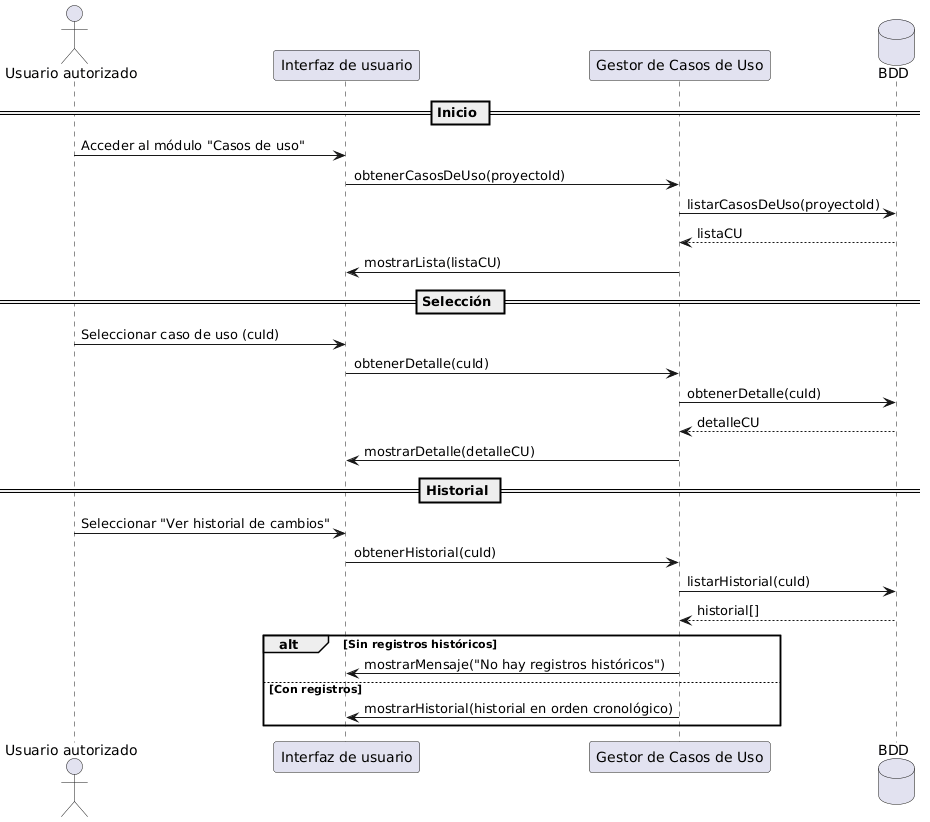 Usuario autorizado
Interfaz de usuario
Gestor de Casos de Uso
BDD
Inicio
Acceder al módulo "Casos de uso"
obtenerCasosDeUso(proyectoId)
listarCasosDeUso(proyectoId)
listaCU
mostrarLista(listaCU)
Selección
Seleccionar caso de uso (cuId)
obtenerDetalle(cuId)
obtenerDetalle(cuId)
detalleCU
mostrarDetalle(detalleCU)
Historial
Seleccionar "Ver historial de cambios"
obtenerHistorial(cuId)
listarHistorial(cuId)
historial[]
alt
[Sin registros históricos]
mostrarMensaje("No hay registros históricos")
[Con registros]
mostrarHistorial(historial en orden cronológico)
Usuario autorizado
Interfaz de usuario
Gestor de Casos de Uso
BDD